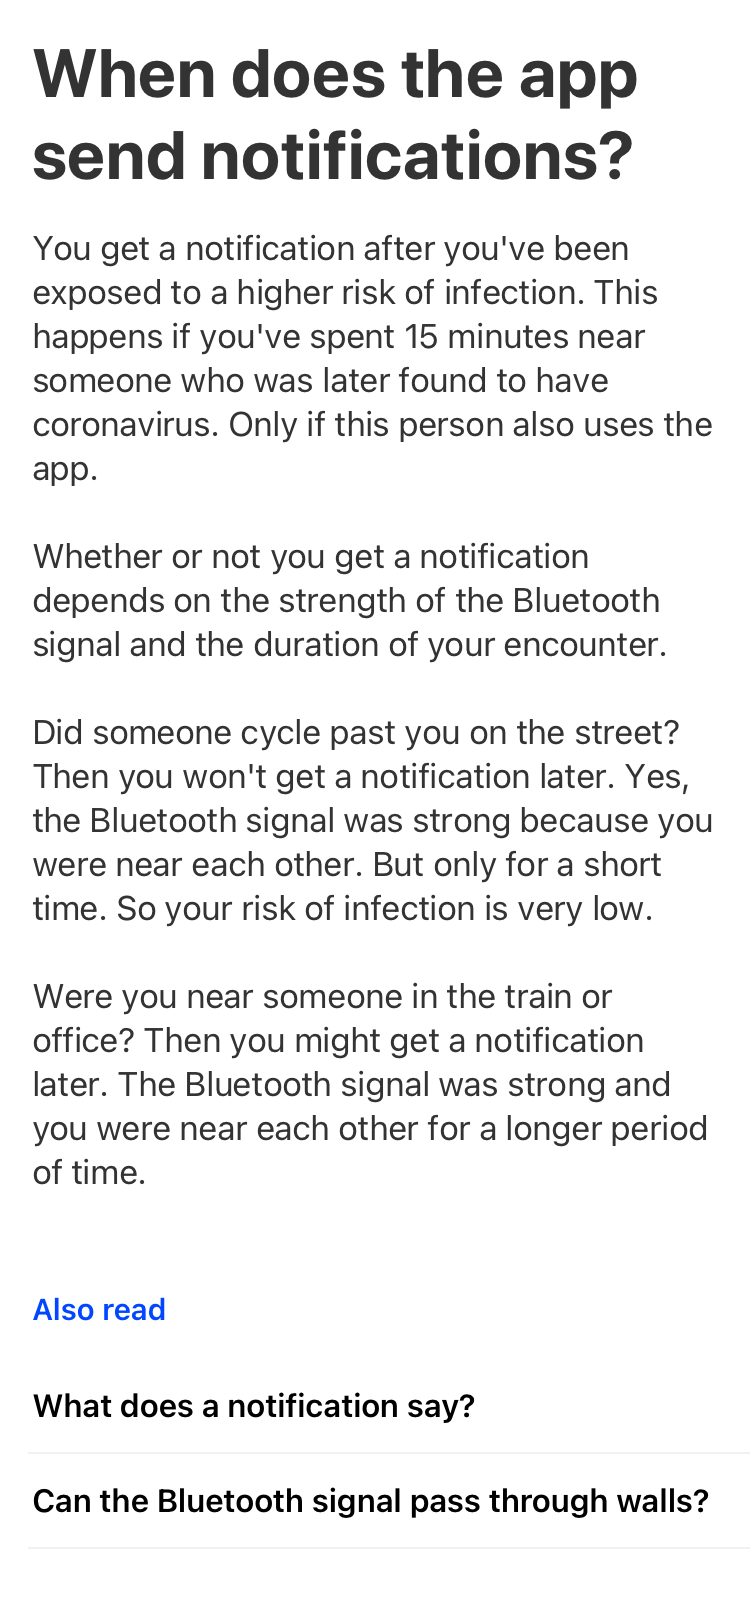 When does the app
send notifications?
You get a notification after you've been
exposed to a higher risk of infection. This
happens if you've spent 15 minutes near
someone who was later found to have
coronavirus. Only if this person also uses the
app.
Whether or not you get a notification
depends on the strength of the Bluetooth
signal and the duration of your encounter.
Did someone cycle past you on the street?
Then you won't get a notification later. Yes,
the Bluetooth signal was strong because you
were near each other. But only for a short
time. So your risk of infection is very low.
Were you near someone in the train or
office? Then you might get a notification
later. The Bluetooth signal was strong and
you were near each other for a longer period
of time.
Also read
What does a notification say?
Can the Bluetooth signal pass through walls?